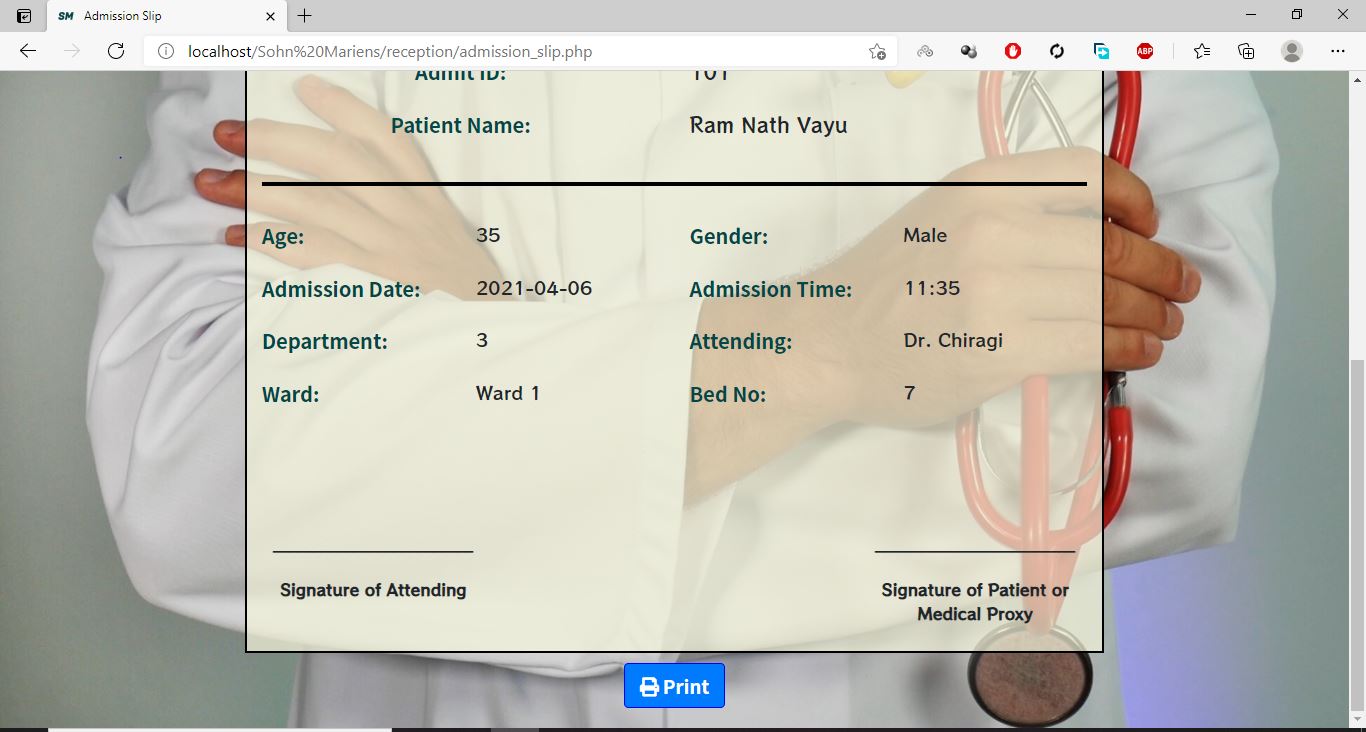 SM Admission Slip
localhost/Sohn%20Mariens/reception/admission_slip.php
ABP
Admit ID: 101
Patient Name: Ram Nath Vayu
Age: 35 Gender: Male
Admission Date: 2021-04-06 Admission Time: 11:35
Department: 3 Attending: Dr. Chiragi
Ward: Ward 1 Bed No: 7
Signature of Attending Signature of Patient or
Medical Proxy
Print